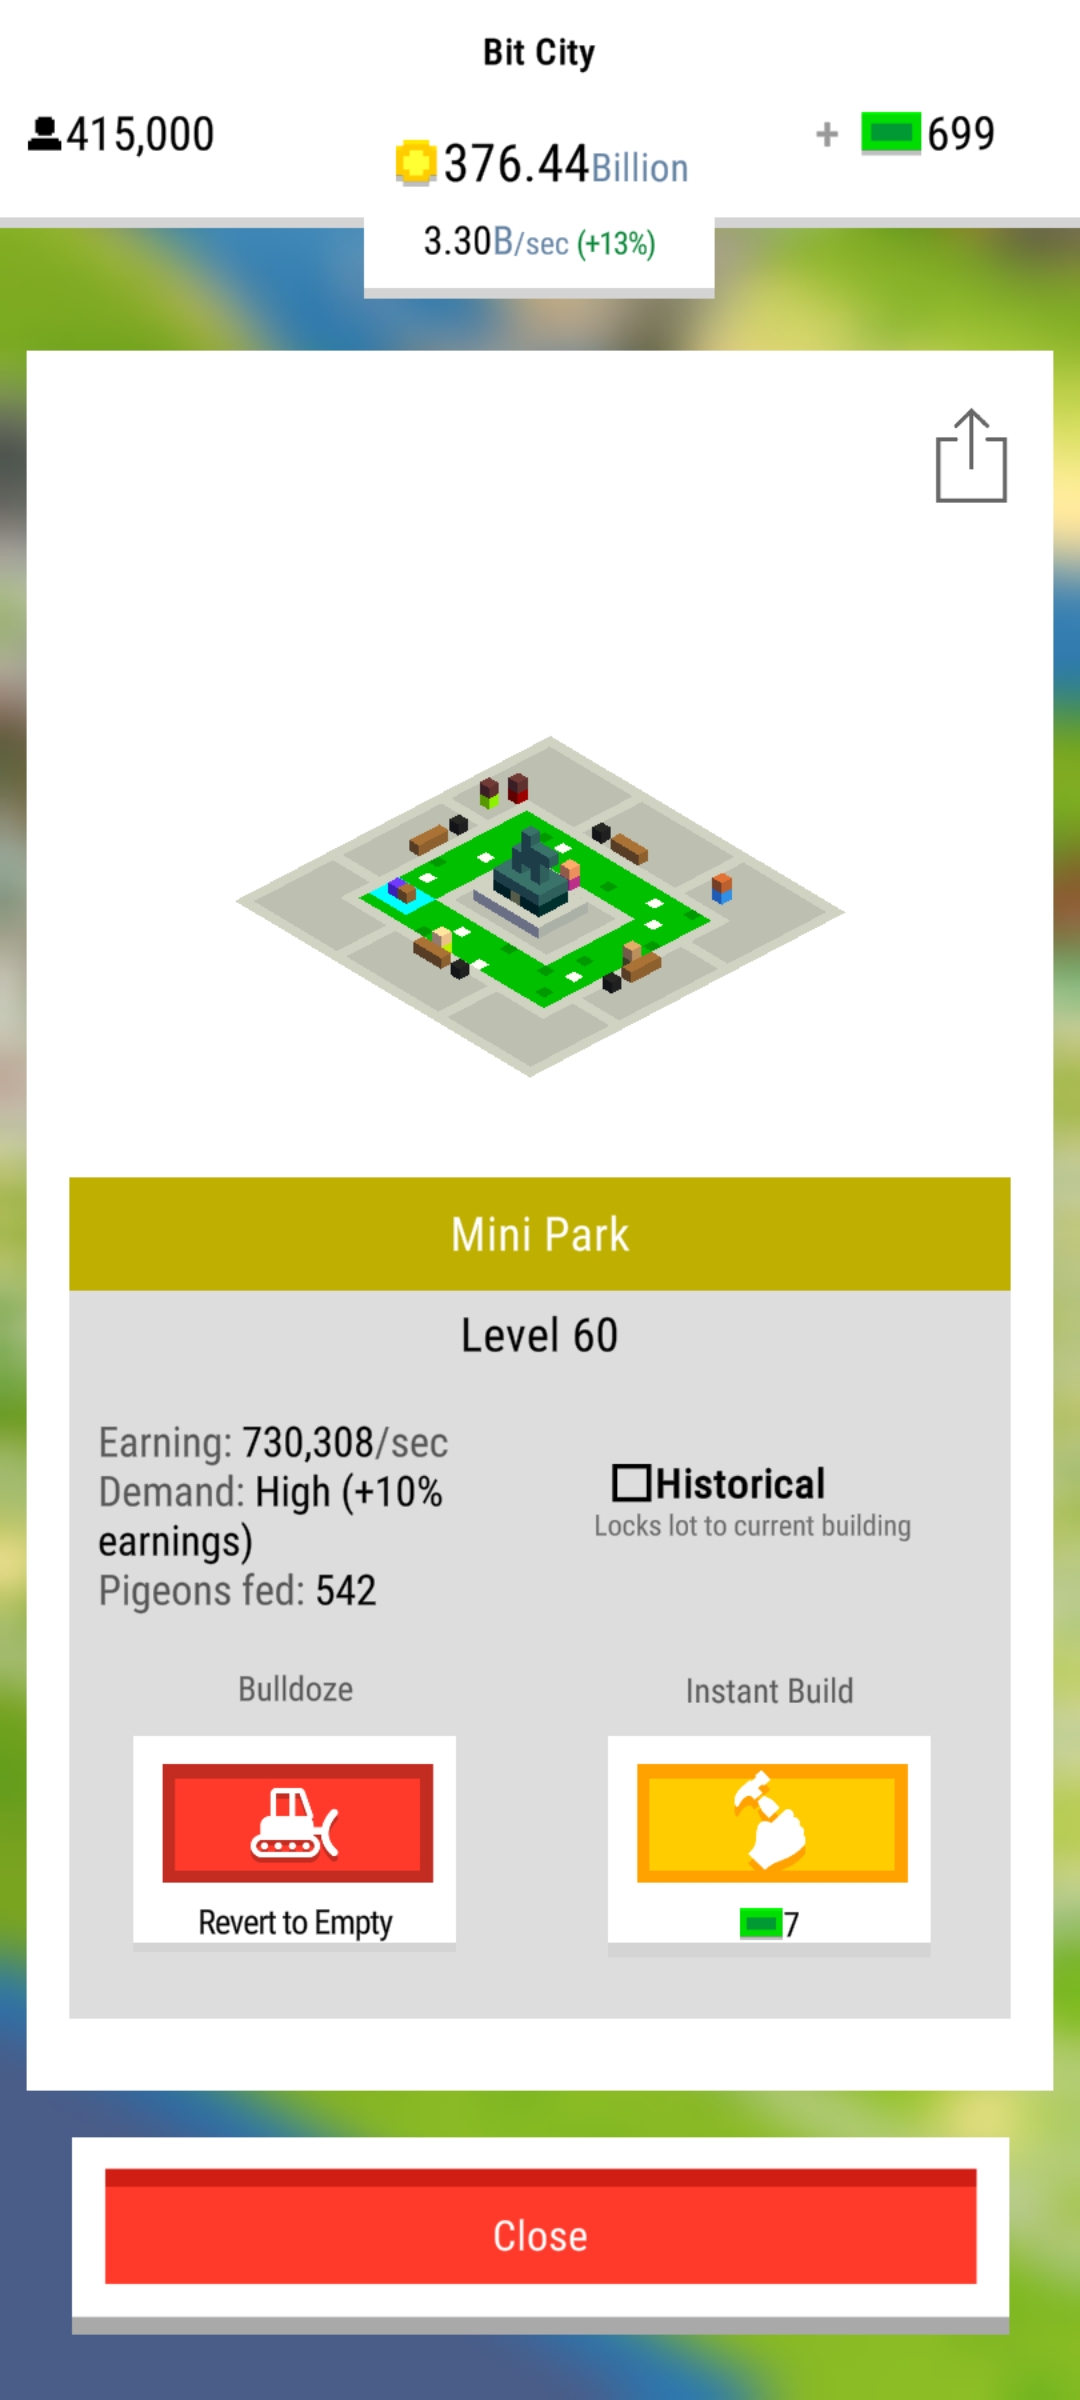 Bit City
415,000
376.44Billion
+ 699
3.30B/sec (+13%)
Mini Park
Level 60
Earning: 730,308/sec
Demand: High (+10%
earnings)
Pigeons fed: 542
Historical
Locks lot to current building
Bulldoze
Revert to Empty
Instant Build
7
Close